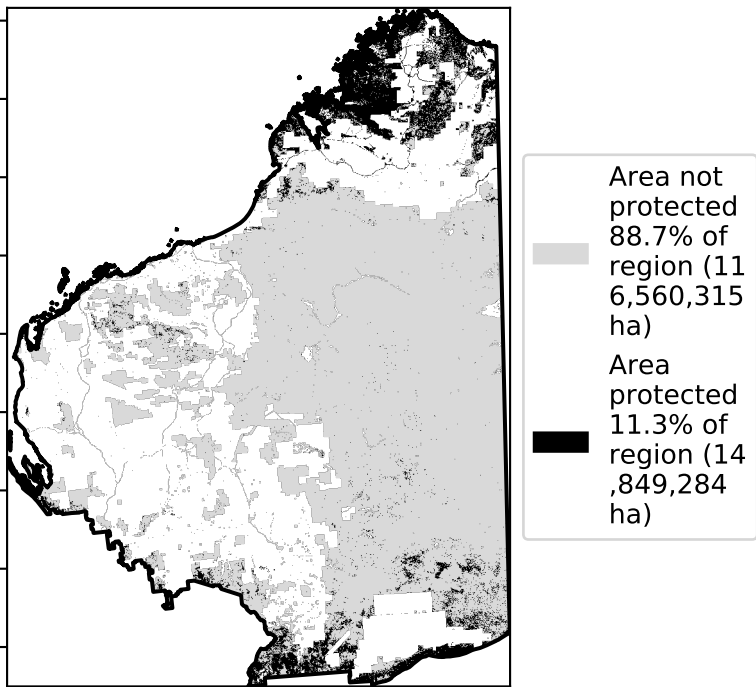 Area not
protected
88.7% of
region (11
6,560,315
ha)
Area
protected
11.3% of
region (14
,849,284
ha)